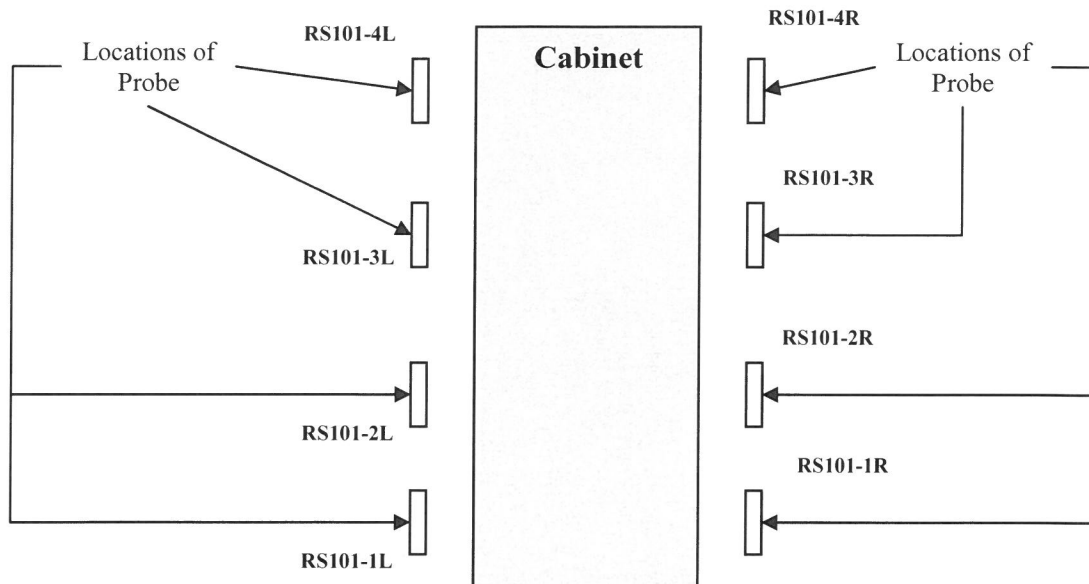 RS101-4L
RS101-4R
Locations of
Probe
Cabinet
Locations of
Probe
RS101-3R
RS101-3L
RS101-2R
RS101-2L
RS101-1R
RS101-1L